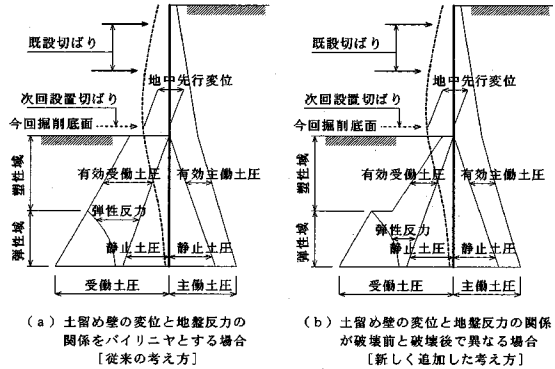 既設切ばり
地中先行変位
次回設置切ばり
今回掘削底面
塑性域
有効受働土圧
有効主働土圧
弾性域
弾性反力
静止土圧
静止土圧
受働土圧
主働土圧
(a) 土留め壁の変位と地盤反力の
関係をバイリニヤとする場合
[従来の考え方]
既設切ばり
地中先行変位
次回設置切ばり
今回掘削底面
塑性域
有効受働土圧
有効主働土圧
弾性域
弾性反力
静止土圧
静止土圧
受働土圧
主働土圧
(b) 土留め壁の変位と地盤反力の関係
が破壊前と破壊後で異なる場合
[新しく追加した考え方]